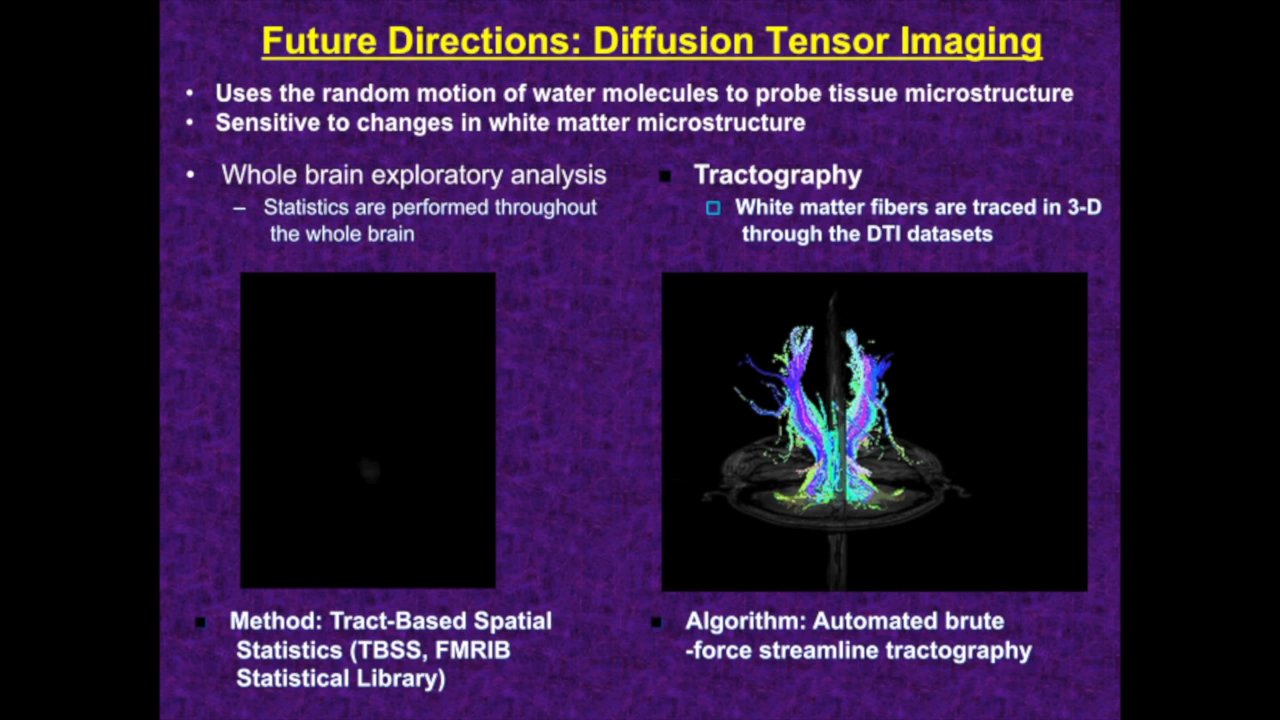 Future Directions: Diffusion Tensor Imaging
• Uses the random motion of water molecules to probe tissue microstructure
• Sensitive to changes in white matter microstructure
• Whole brain exploratory analysis
– Statistics are performed throughout
the whole brain
Tractography
White matter fibers are traced in 3-D
through the DTI datasets
Method: Tract-Based Spatial
Statistics (TBSS, FMRIB
Statistical Library)
Algorithm: Automated brute
-force streamline tractography